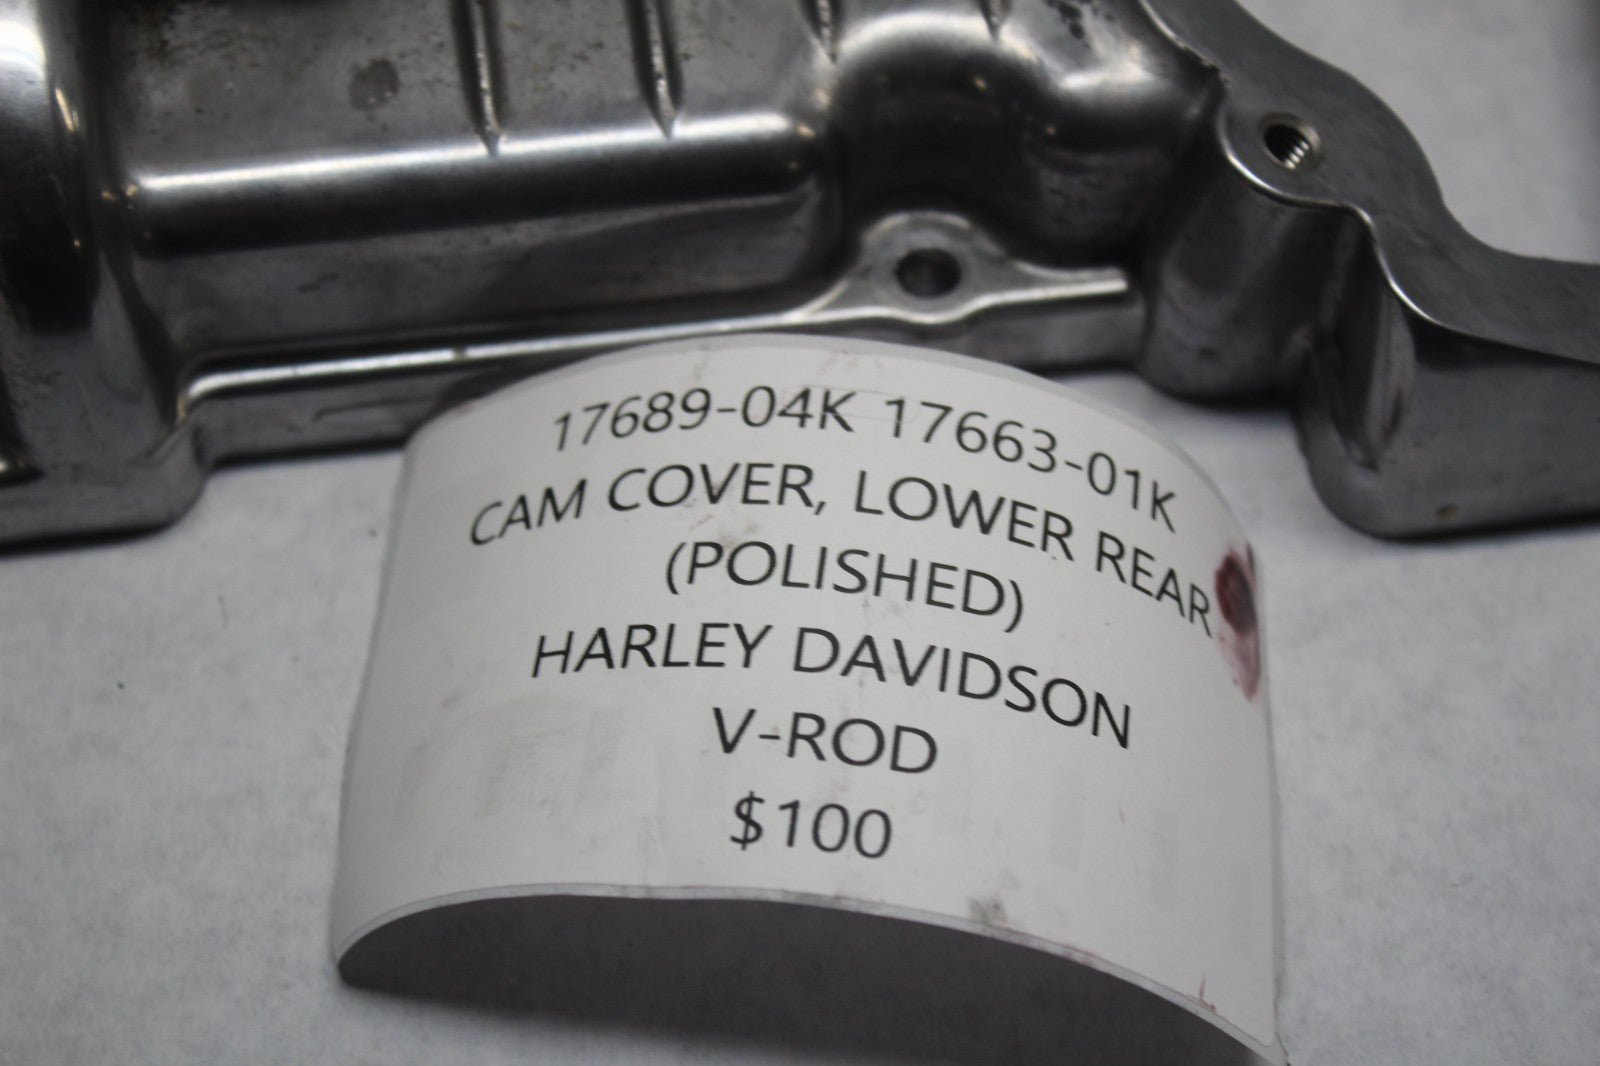 17689-04K 17663-01K
CAM COVER, LOWER REAR
(POLISHED)
HARLEY DAVIDSON
V-ROD
$100